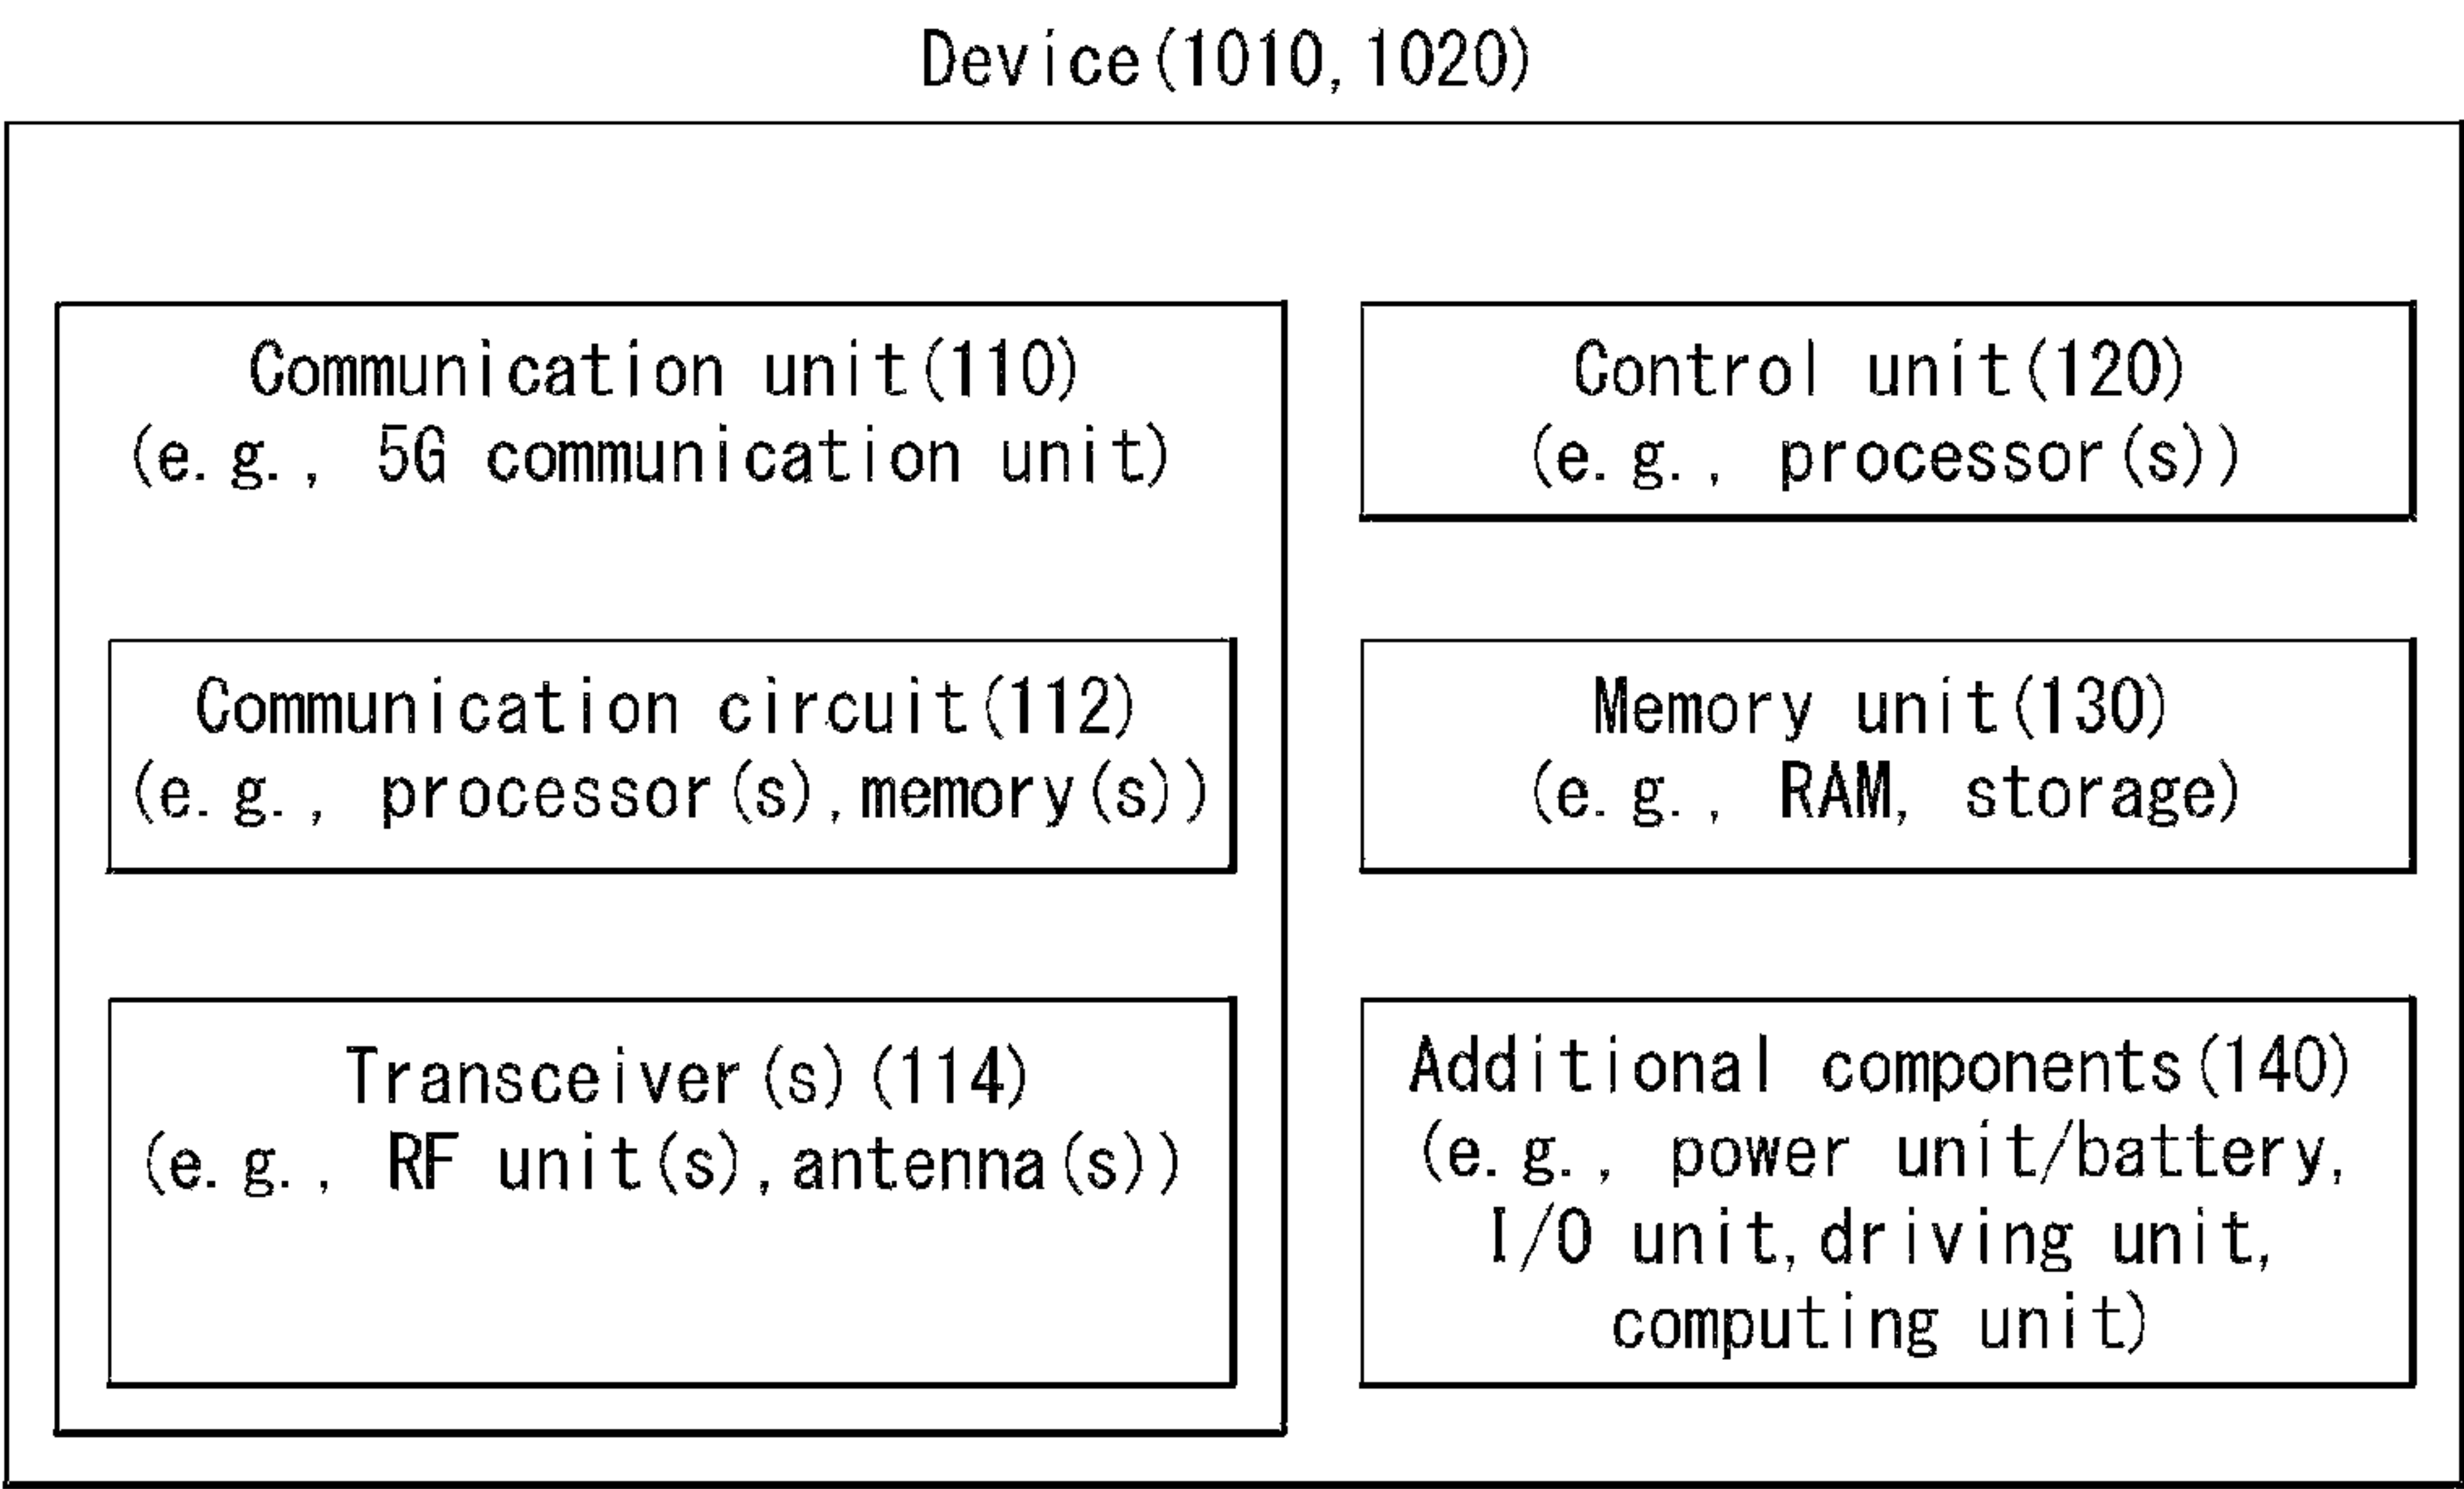 Device(1010, 1020)
Communication unit(110)
(e.g., 5G communication unit)
Communication circuit(112)
(e.g., processor(s),memory(s))
Transceiver(s)(114)
(e.g., RF unit(s),antenna(s))
Control unit(120)
(e.g., processor(s))
Memory unit(130)
(e.g., RAM, storage)
Additional components(140)
(e.g., power unit/battery,
I/O unit,driving unit,
computing unit)